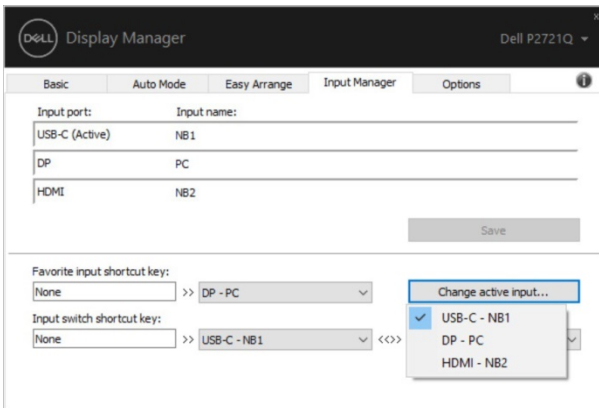 DELL Display Manager
Dell P2721Q
Basic Auto Mode Easy Arrange Input Manager Options
Input port: Input name:
USB-C (Active) NB1
DP PC
HDMI NB2
Save
Favorite input shortcut key:
None >> DP - PC Change active input...
Input switch shortcut key:
None >> USB-C - NB1 <<>>
USB-C - NB1
DP - PC
HDMI - NB2